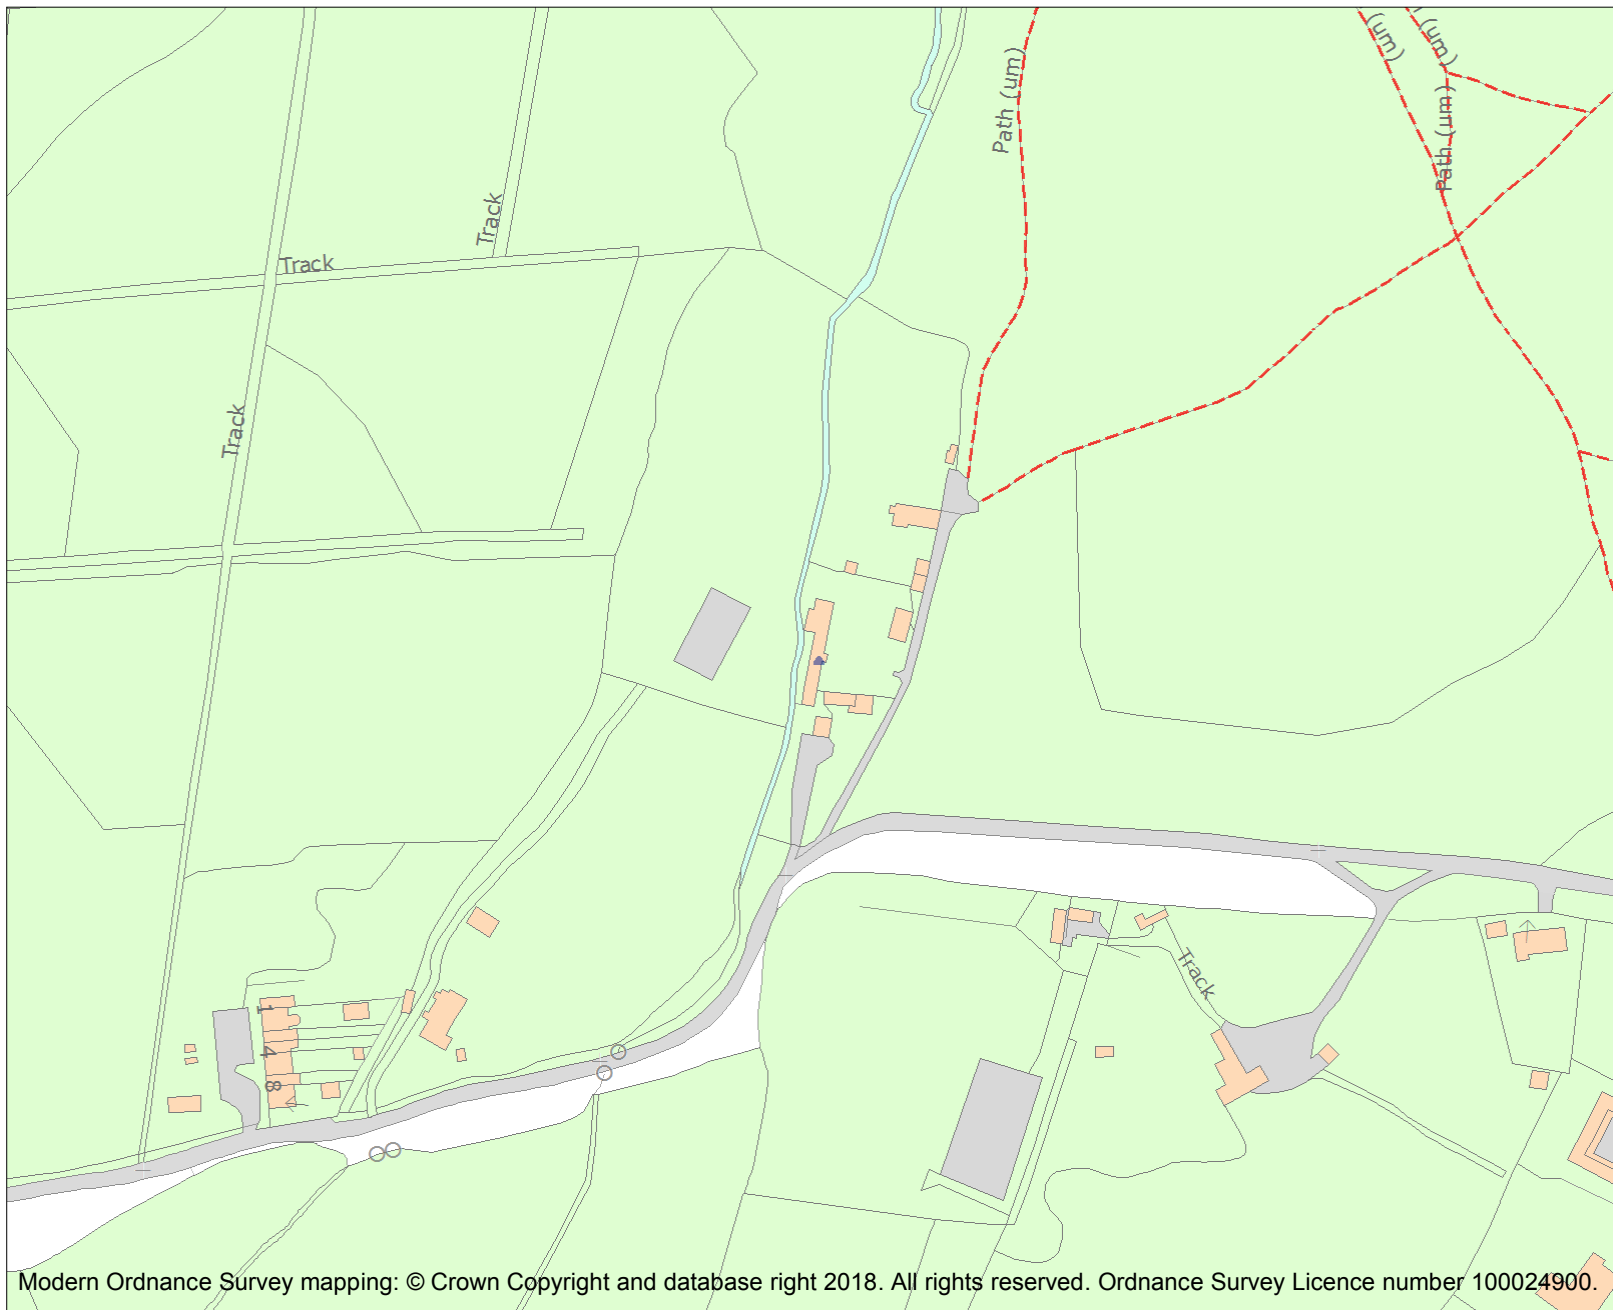 (um)
(um)
Path (um)
Path (um)
Track
Track
Track
Track
1
4
8
Modern Ordnance Survey mapping: © Crown Copyright and database right 2018. All rights reserved. Ordnance Survey Licence number 100024900.